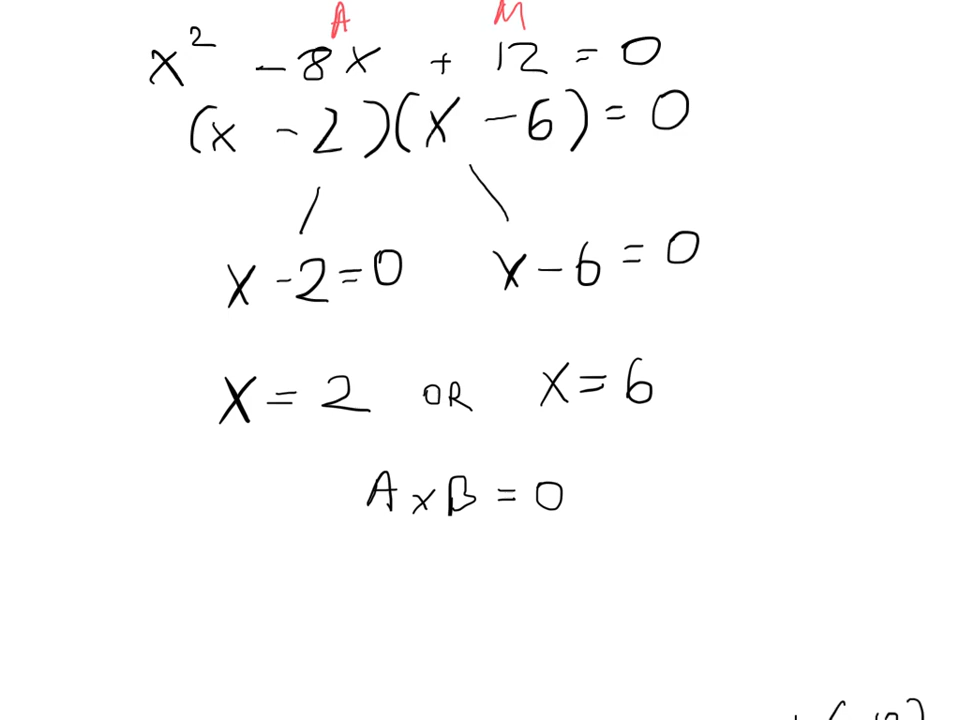 A M
x² - 8x + 12 = 0
(x - 2)(x - 6) = 0
x - 2 = 0 x - 6 = 0
x = 2 OR x = 6
A x B = 0